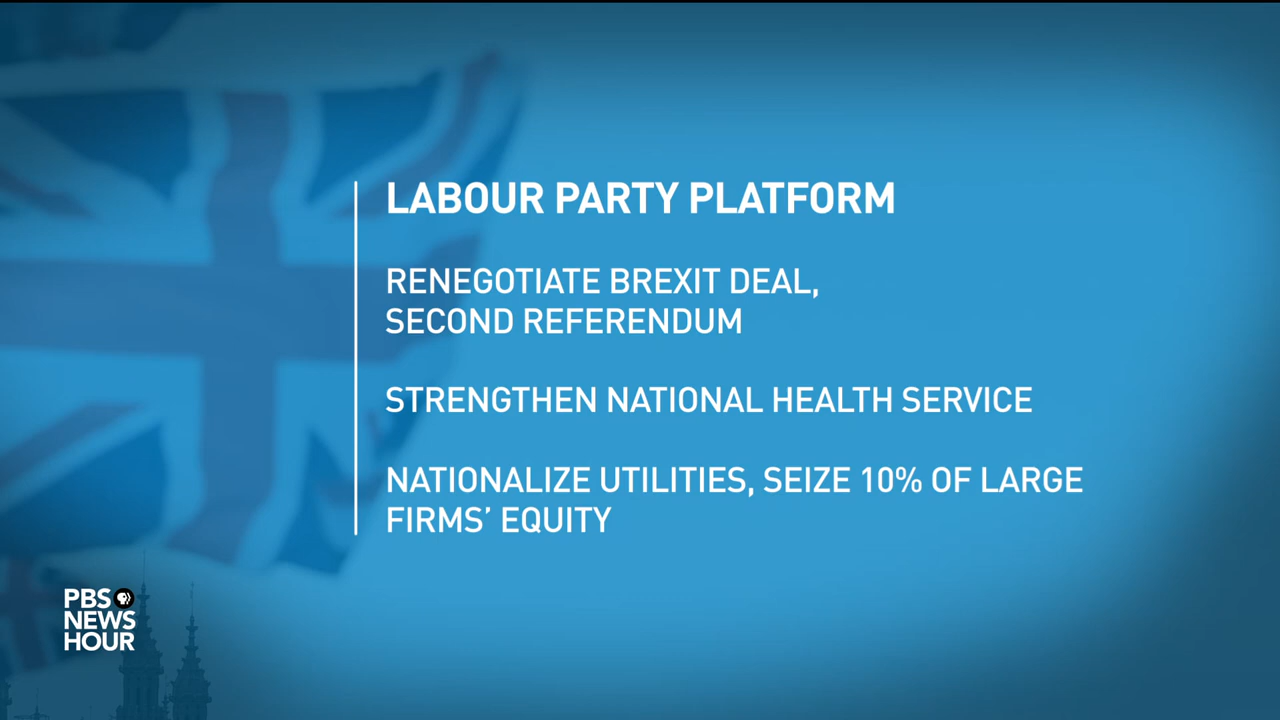 LABOUR PARTY PLATFORM
RENEGOTIATE BREXIT DEAL,
SECOND REFERENDUM
STRENGTHEN NATIONAL HEALTH SERVICE
NATIONALIZE UTILITIES, SEIZE 10% OF LARGE
FIRMS’ EQUITY
PBS
NEWS
HOUR